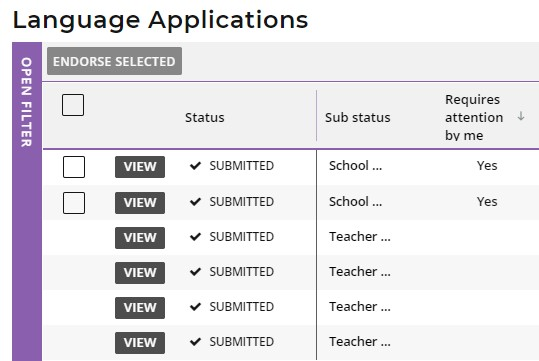 Language Applications
OPEN FILTER
ENDORSE SELECTED
Status
Sub status
Requires
attention
by me
VIEW SUBMITTED School ... Yes
VIEW SUBMITTED School ... Yes
VIEW SUBMITTED Teacher ...
VIEW SUBMITTED Teacher ...
VIEW SUBMITTED Teacher ...
VIEW SUBMITTED Teacher ...